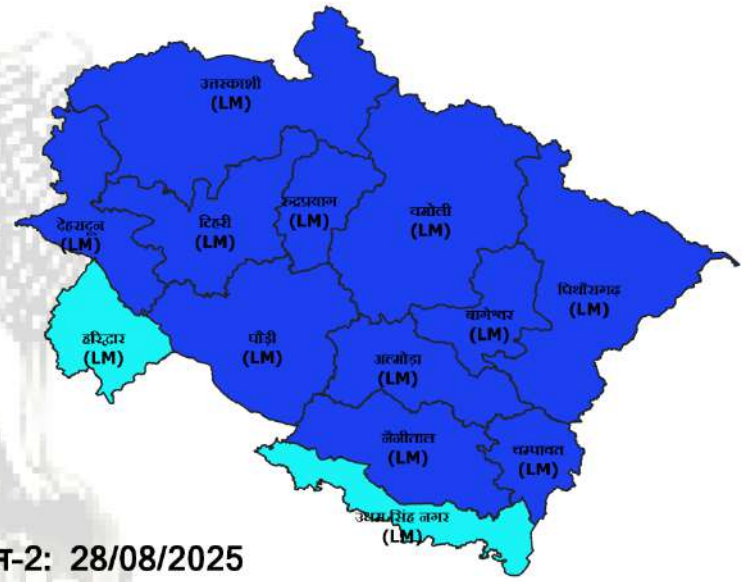 उत्तरकाशी
(LM)
देहरादून
(LM)
टिहरी
(LM)
रुद्रप्रयाग
(LM)
चमोली
(LM)
पिथौरागढ़
(LM)
हरिद्वार
(LM)
पौड़ी
(LM)
बागेश्वर
(LM)
अल्मोड़ा
(LM)
नैनीताल
(LM)
चम्पावत
(LM)
उधम सिंह नगर
(LM)
-2: 28/08/2025